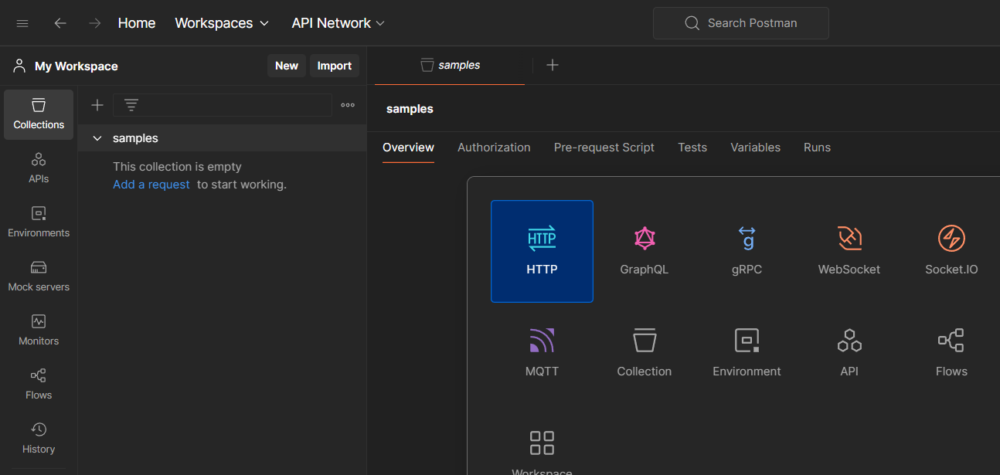 Home Workspaces API Network Search Postman
My Workspace New Import samples
Collections
samples
samples
Overview Authorization Pre-request Script Tests Variables Runs
This collection is empty
Add a request to start working.
APIs
Environments
Mock servers
Monitors
Flows
History
HTTP
HTTP GraphQL g gRPC WebSocket Socket.IO
MQTT Collection Environment API Flows
Workspace